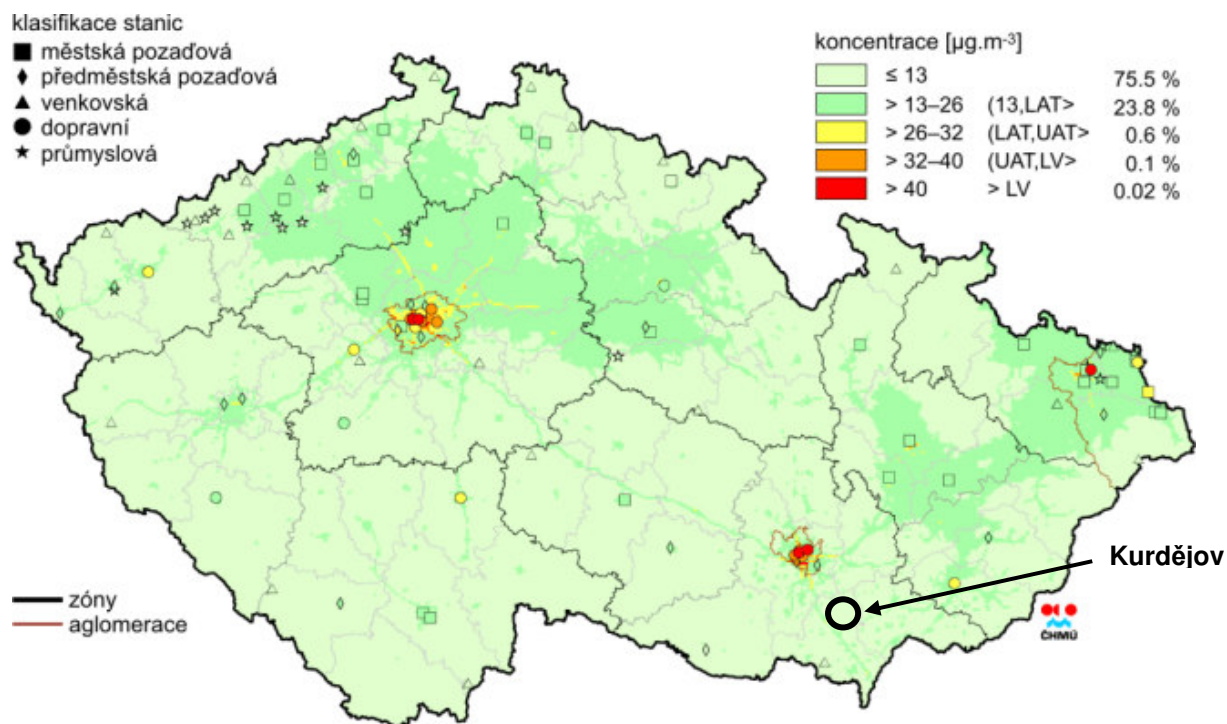 klasifikace stanic
městská pozaďová
předměstská pozaďová
venkovská
dopravní
průmyslová
koncentrace [µg.m-3]
≤ 13 75.5 %
> 13–26 (13,LAT> 23.8 %
> 26–32 (LAT,UAT> 0.6 %
> 32–40 (UAT,LV> 0.1 %
> 40 > LV 0.02 %
Kurdějov
zóny
aglomerace
ČHMÚ